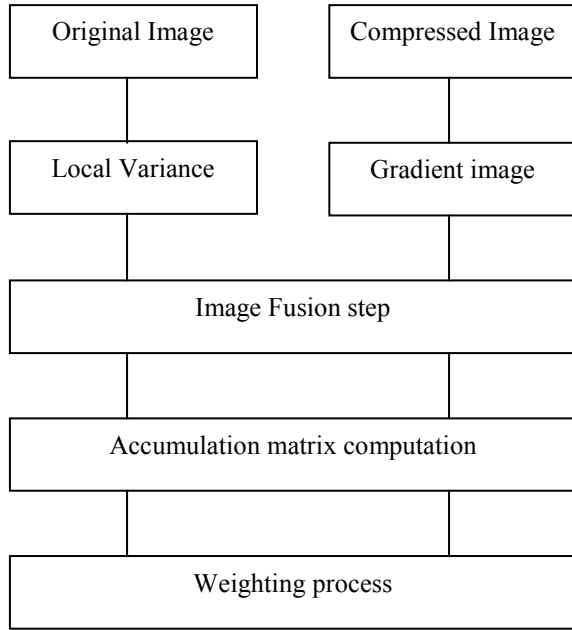 Original Image
Compressed Image
Local Variance
Gradient image
Image Fusion step
Accumulation matrix computation
Weighting process